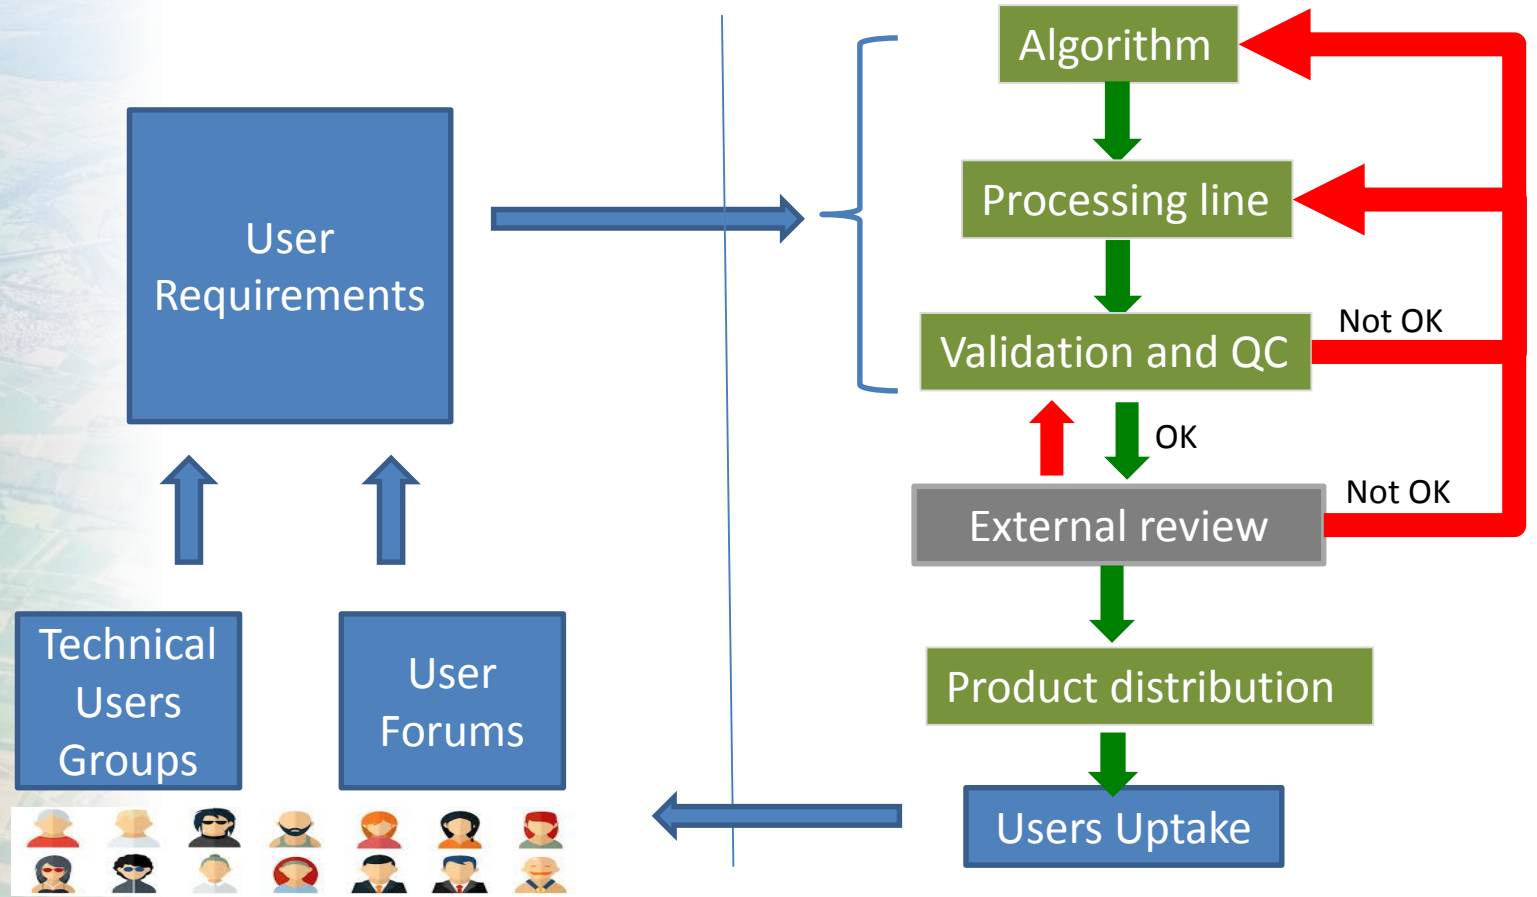 User
Requirements
Technical
Users
Groups
User
Forums
Algorithm
Processing line
Validation and QC
Not OK
OK
External review
Not OK
Product distribution
Users Uptake